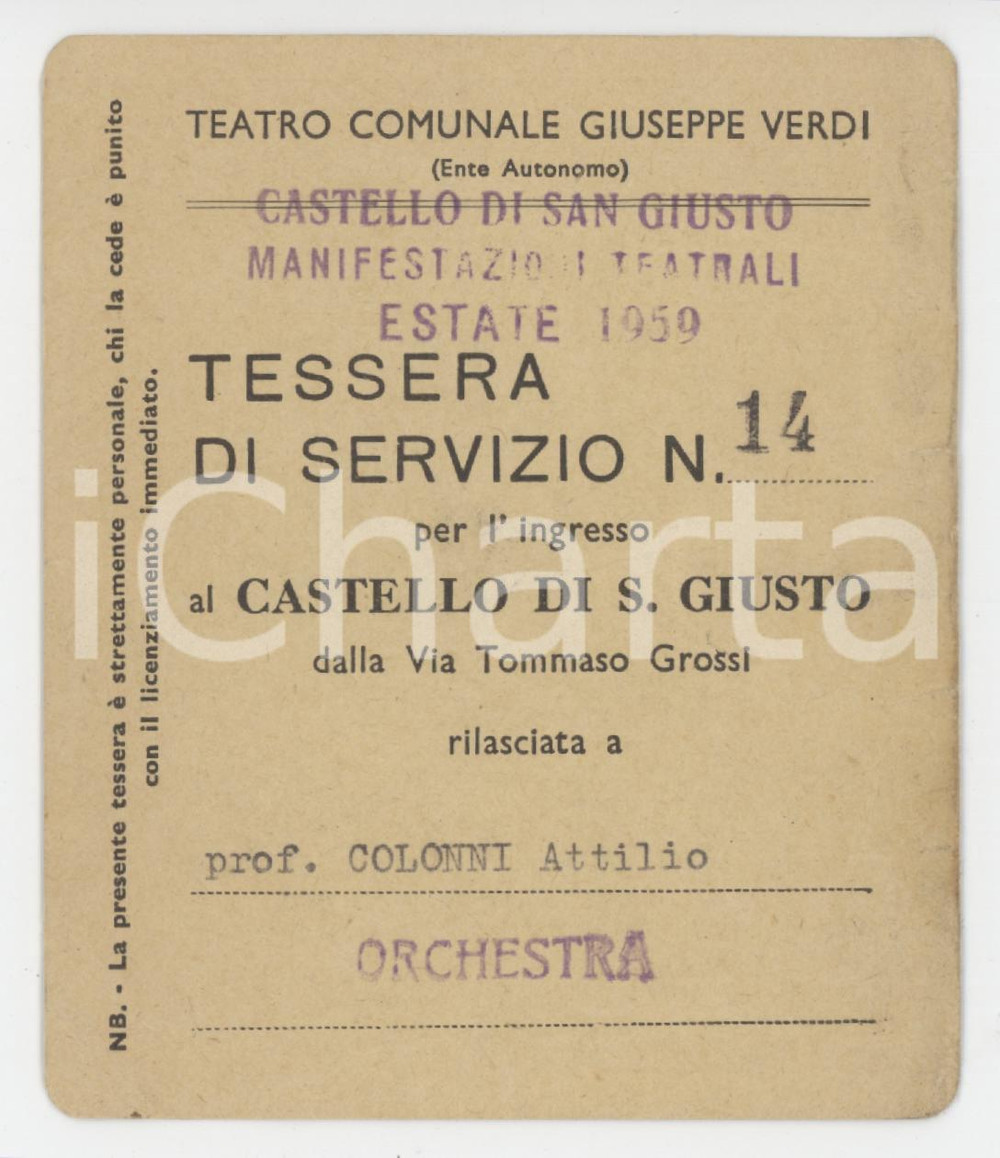 TEATRO COMUNALE GIUSEPPE VERDI
(Ente Autonomo)
CASTELLO DI SAN GIUSTO
MANIFESTAZIONI TEATRALI
ESTATE 1959
TESSERA
DI SERVIZIO N. 14
per l' ingresso
al CASTELLO DI S. GIUSTO
dalla Via Tommaso Grossi
rilasciata a
prof. COLONNI Attilio
ORCHESTRA
NB. - La presente tessera è strettamente personale, chi la cede è punito
con il licenziamento immediato.
iCharta